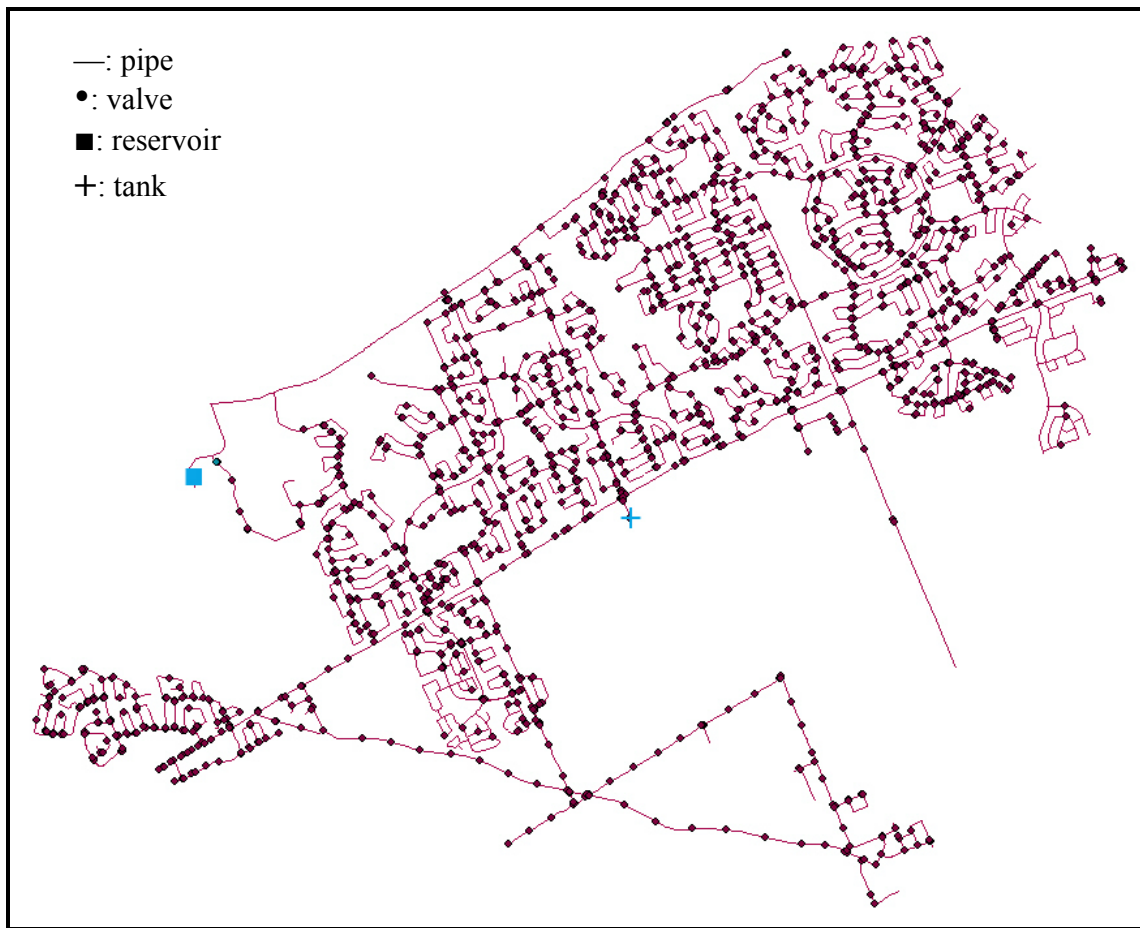 —: pipe
●: valve
■: reservoir
+: tank